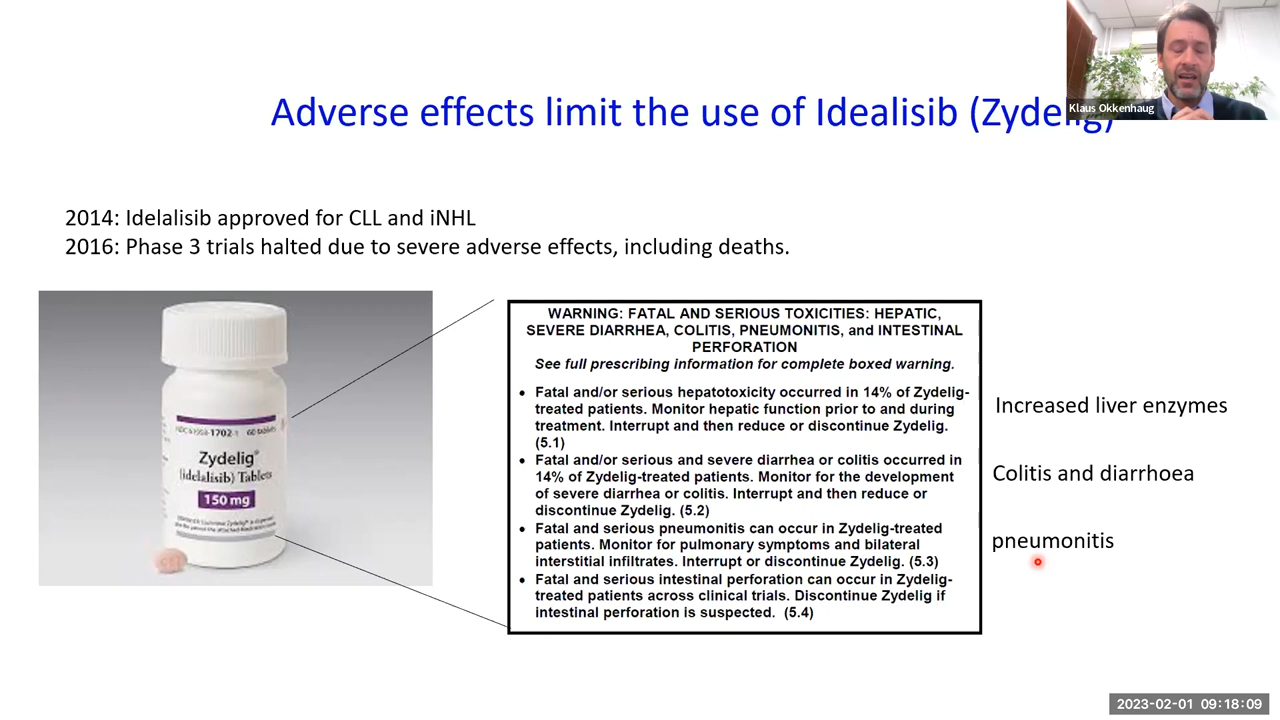 Klaus Okkenhaug
Adverse effects limit the use of Idealisib (Zydelig)
2014: Idelalisib approved for CLL and iNHL
2016: Phase 3 trials halted due to severe adverse effects, including deaths.
1702-1 60 tablets
Zydelig®
(idelalisib) Tablets
150 mg
WARNING: FATAL AND SERIOUS TOXICITIES: HEPATIC,
SEVERE DIARRHEA, COLITIS, PNEUMONITIS, and INTESTINAL
PERFORATION
See full prescribing information for complete boxed warning.
• Fatal and/or serious hepatotoxicity occurred in 14% of Zydelig-
treated patients. Monitor hepatic function prior to and during
treatment. Interrupt and then reduce or discontinue Zydelig.
(5.1)
• Fatal and/or serious and severe diarrhea or colitis occurred in
14% of Zydelig-treated patients. Monitor for the development
of severe diarrhea or colitis. Interrupt and then reduce or
discontinue Zydelig. (5.2)
• Fatal and serious pneumonitis can occur in Zydelig-treated
patients. Monitor for pulmonary symptoms and bilateral
interstitial infiltrates. Interrupt or discontinue Zydelig. (5.3)
• Fatal and serious intestinal perforation can occur in Zydelig-
treated patients across clinical trials. Discontinue Zydelig if
intestinal perforation is suspected. (5.4)
Increased liver enzymes
Colitis and diarrhoea
pneumonitis
2023-02-01 09:18:09